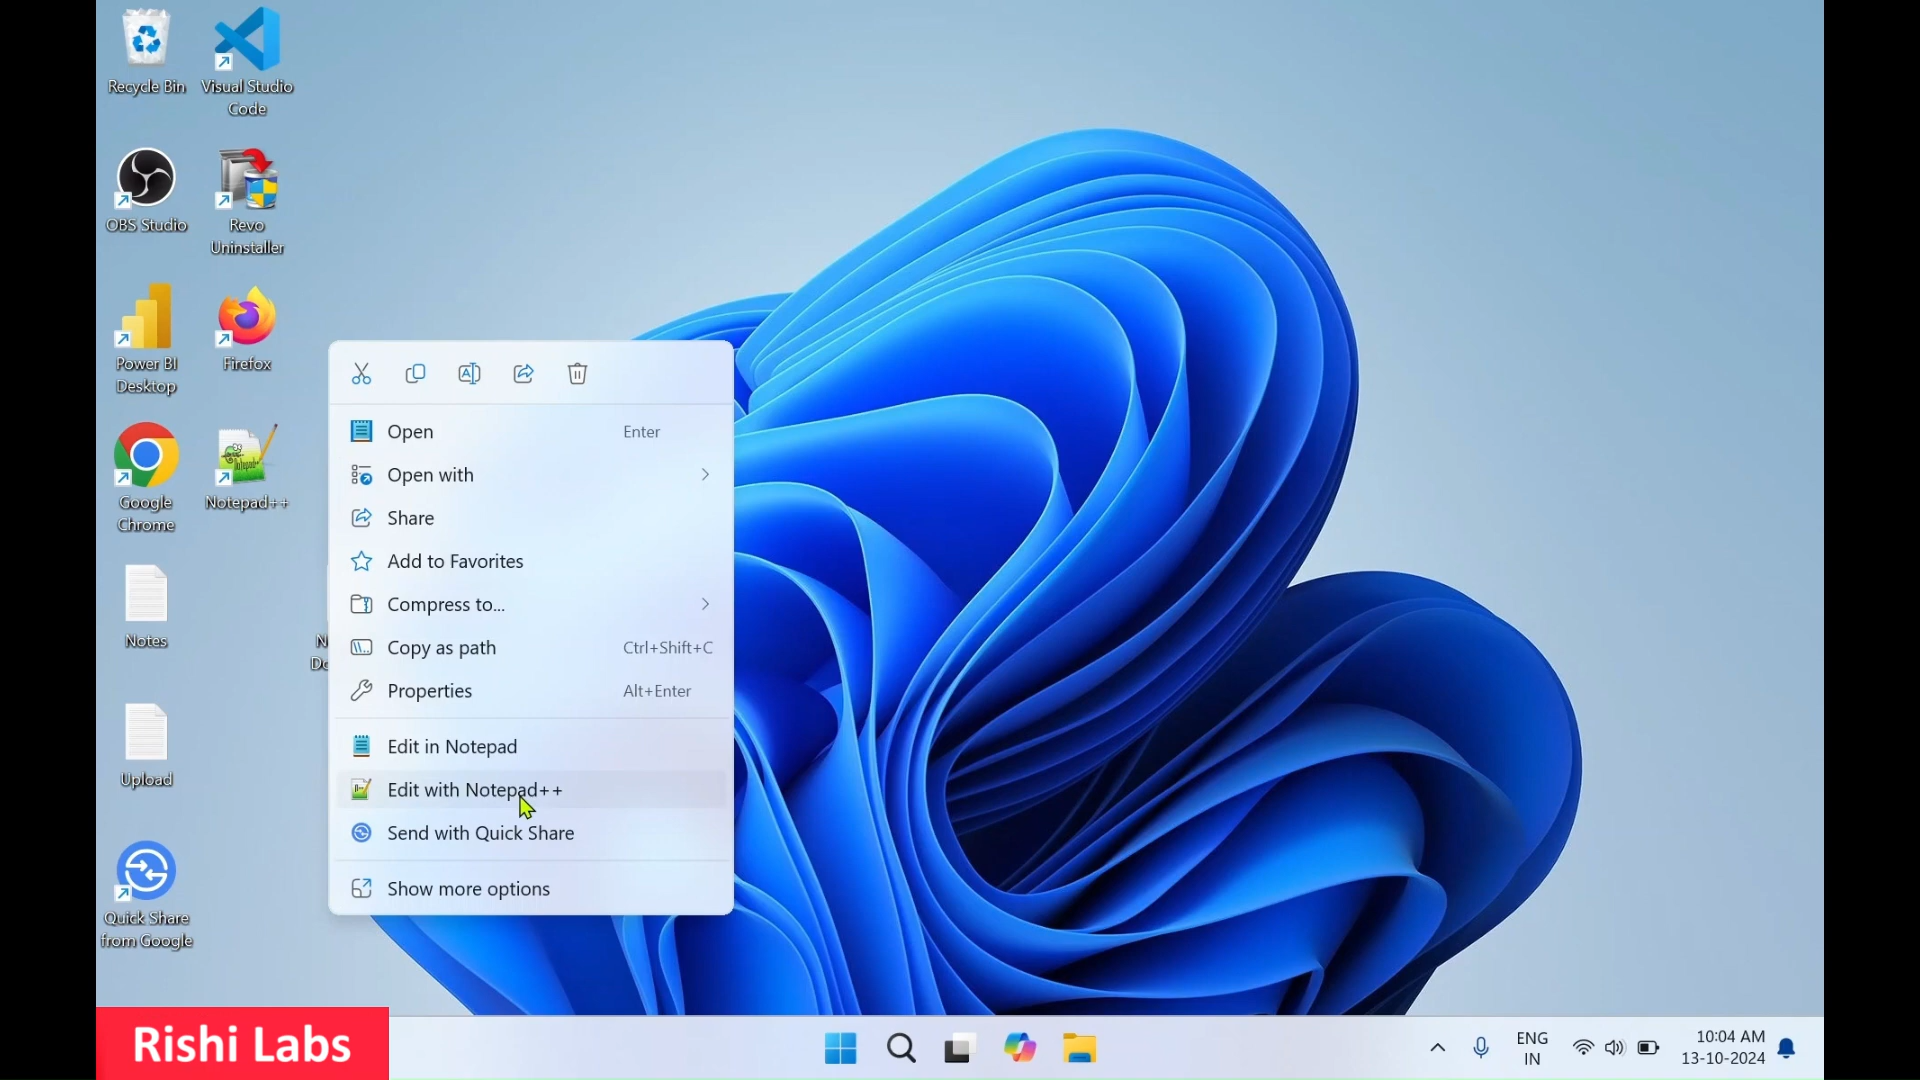 Recycle Bin
Visual Studio
Code
OBS Studio
Revo
Uninstaller
Power BI
Desktop
Firefox
Google
Chrome
Notepad++
Notes
Upload
Quick Share
from Google
Open Enter
Open with
Share
Add to Favorites
Compress to...
Copy as path Ctrl+Shift+C
Properties Alt+Enter
Edit in Notepad
Edit with Notepad++
Send with Quick Share
Show more options
Rishi Labs
ENG
IN
10:04 AM
13-10-2024